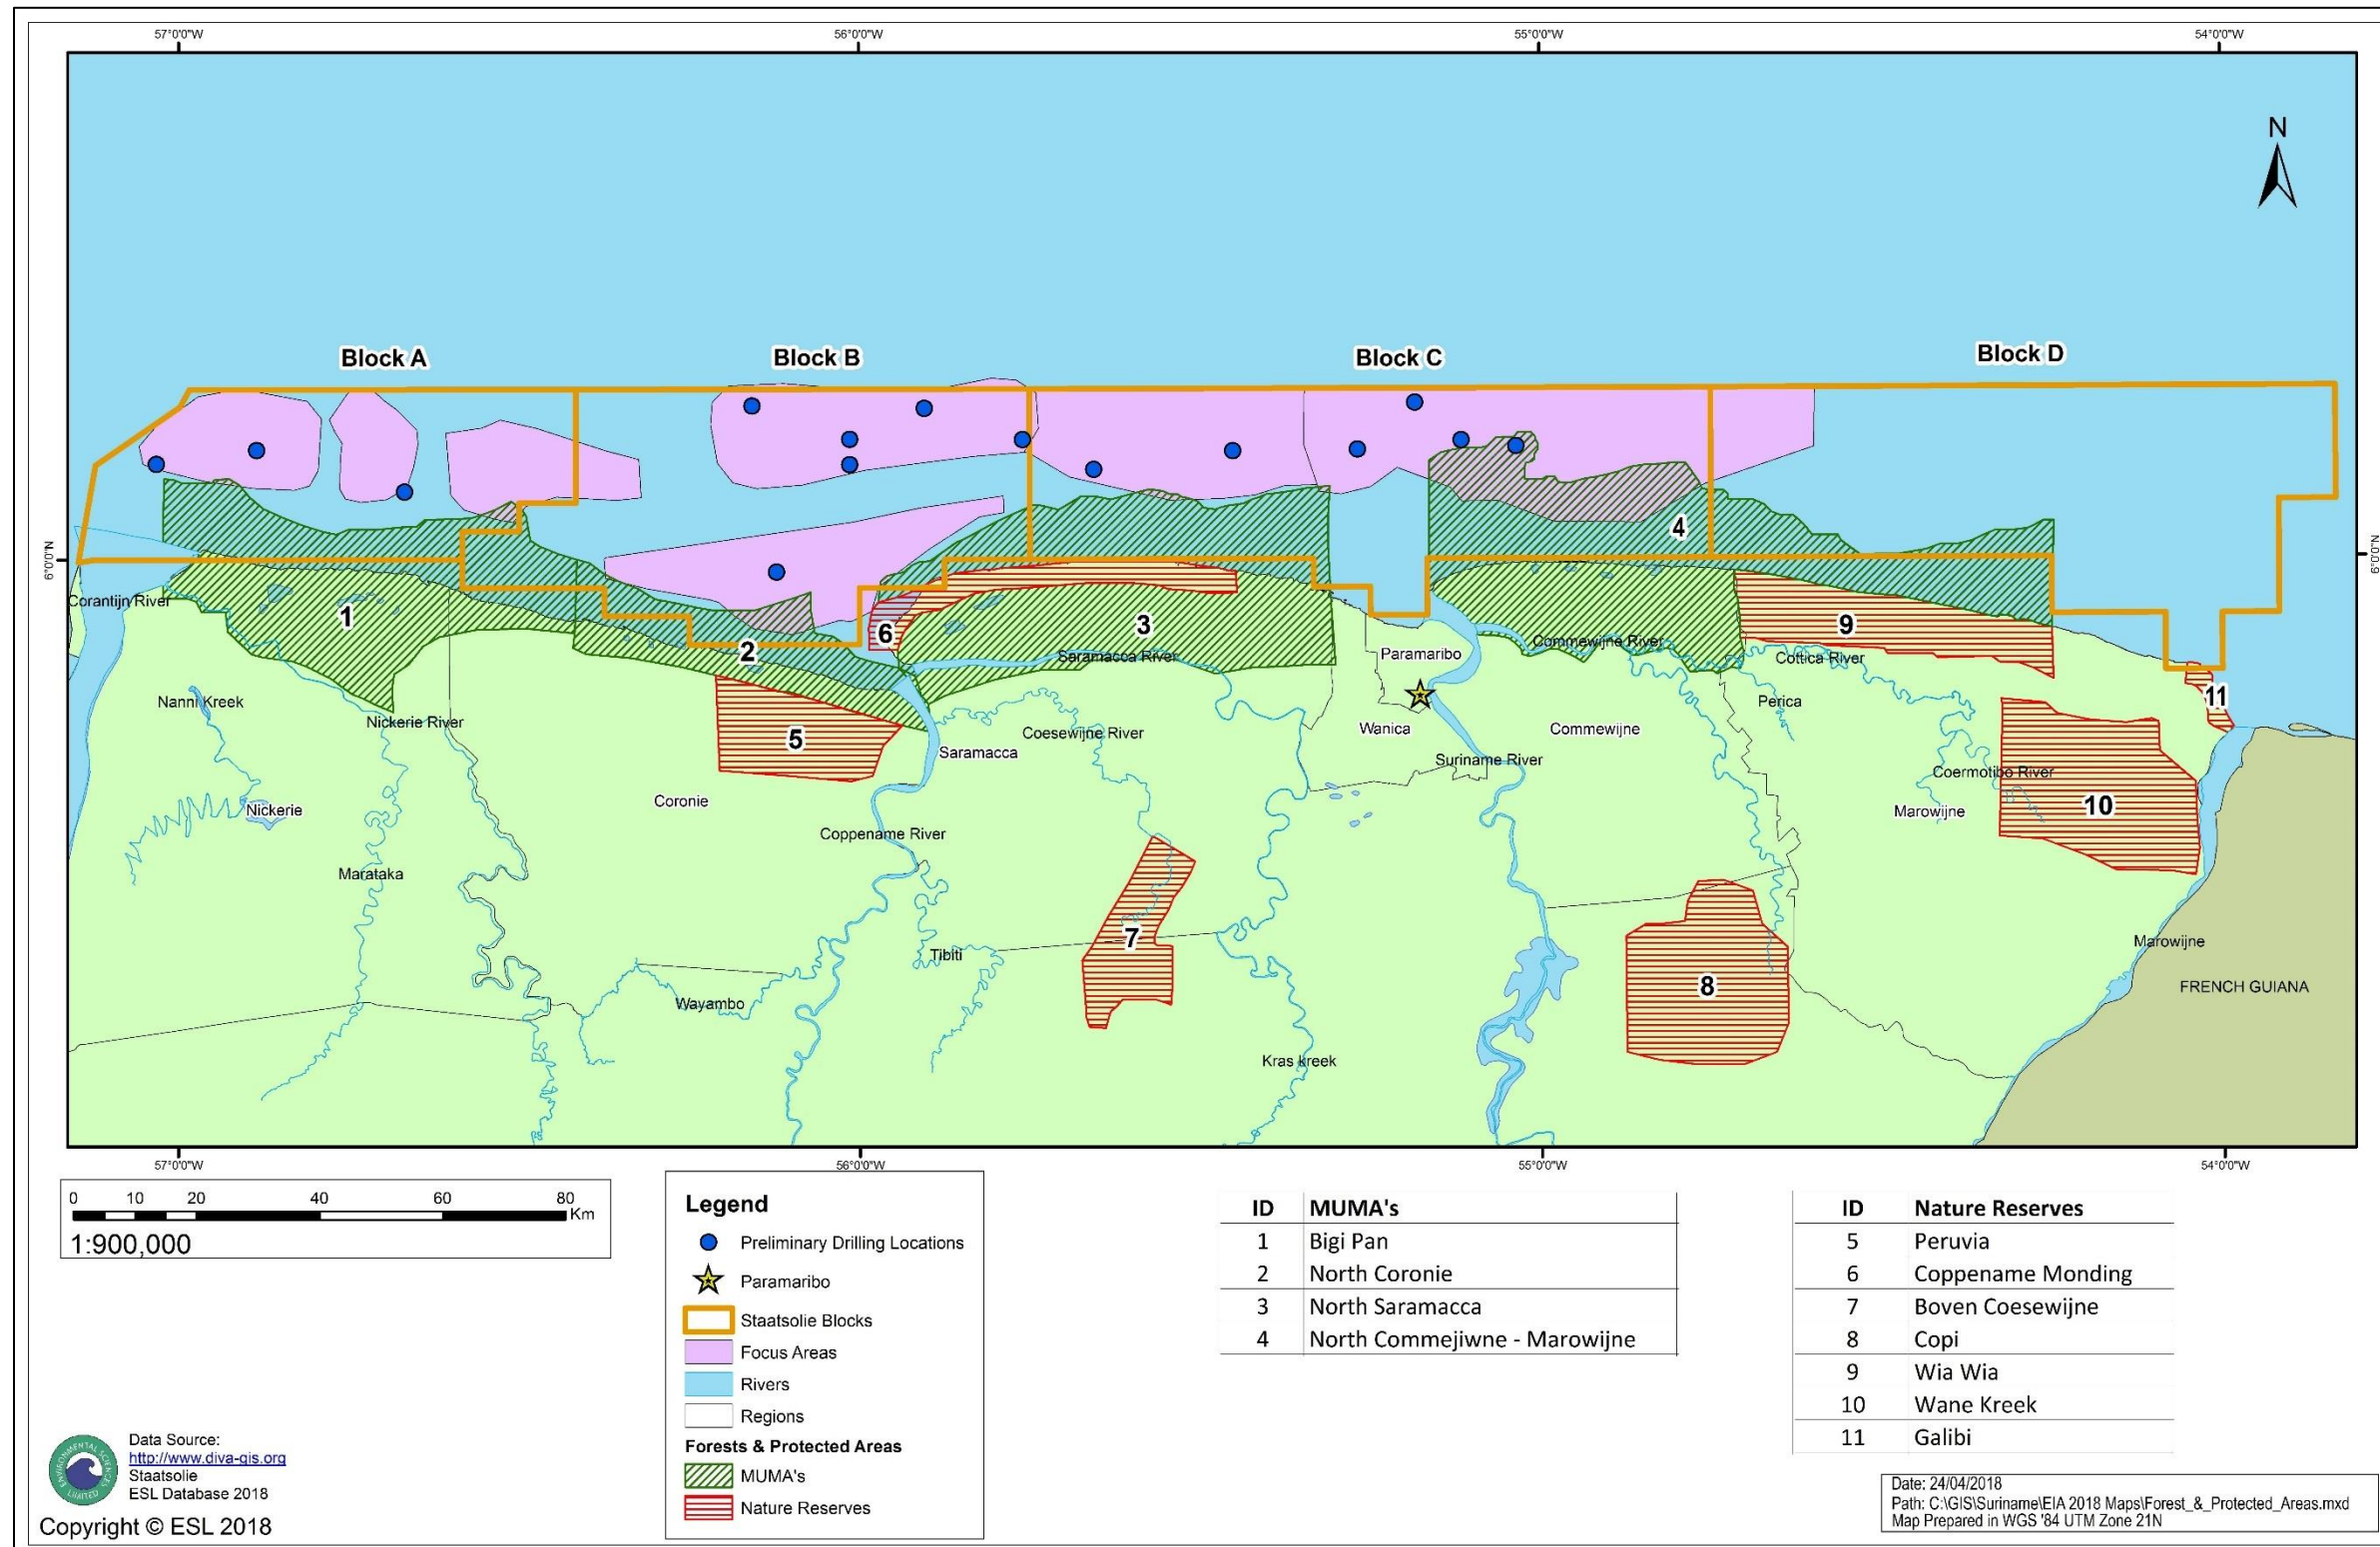 57°0'0"W
56°0'0"W
55°0'0"W
54°0'0"W
N
Block A
Block B
Block C
Block D
6°0'0"N
6°0'0"N
4
Corantijn River
1
6
3
9
2
Commewijne River
Saramacca River
Paramaribo
Cottica River
11
Nanni Kreek
Nickerie River
5
Coesewijne River
Saramacca
Wanica
Commewijne
Perica
Suriname River
Coermotibo River
Nickerie
Coronie
Marowijne
10
Coppename River
Marataka
7
Tibiti
Marowijne
8
FRENCH GUIANA
Wayambo
Kras kreek
57°0'0"W
56°0'0"W
55°0'0"W
54°0'0"W
0 10 20 40 60 80
Km
1:900,000
Legend
Preliminary Drilling Locations
Paramaribo
Staatsolie Blocks
Focus Areas
Rivers
Regions
Forests & Protected Areas
MUMA's
Nature Reserves
ID MUMA's
1 Bigi Pan
2 North Coronie
3 North Saramacca
4 North Commejiwne - Marowijne
ID Nature Reserves
5 Peruvia
6 Coppename Monding
7 Boven Coesewijne
8 Copi
9 Wia Wia
10 Wane Kreek
11 Galibi
ENVIRONMENTAL SCIENCES LIMITED
Data Source:
http://www.diva-gis.org
Staatsolie
ESL Database 2018
Copyright © ESL 2018
Date: 24/04/2018
Path: C:\GIS\Suriname\EIA 2018 Maps\Forest_&_Protected_Areas.mxd
Map Prepared in WGS '84 UTM Zone 21N